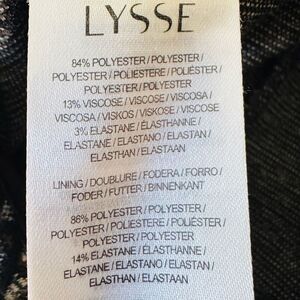 LYSSE
84% POLYESTER / POLYESTER /
POLYESTER / POLIESTERE / POLIÉSTER /
POLYESTER / POLYESTER
13% VISCOSE / VISCOSE / VISCOSA /
VISCOSA / VISKOS / VISKOSE / VISCOSE
3% ELASTANE / ÉLASTHANNE /
ELASTANE / ELASTANO / ELASTAN /
ELASTHAN / ELASTAAN
LINING / DOUBLURE / FODERA / FORRO /
FODER / FUTTER / BINNENKANT
86% POLYESTER / POLYESTER /
POLYESTER / POLIESTERE / POLIÉSTER /
POLYESTER / POLYESTER
14% ELASTANE / ÉLASTHANNE /
ELASTANE / ELASTANO / ELASTAN /
ELASTHAN / ELASTAAN